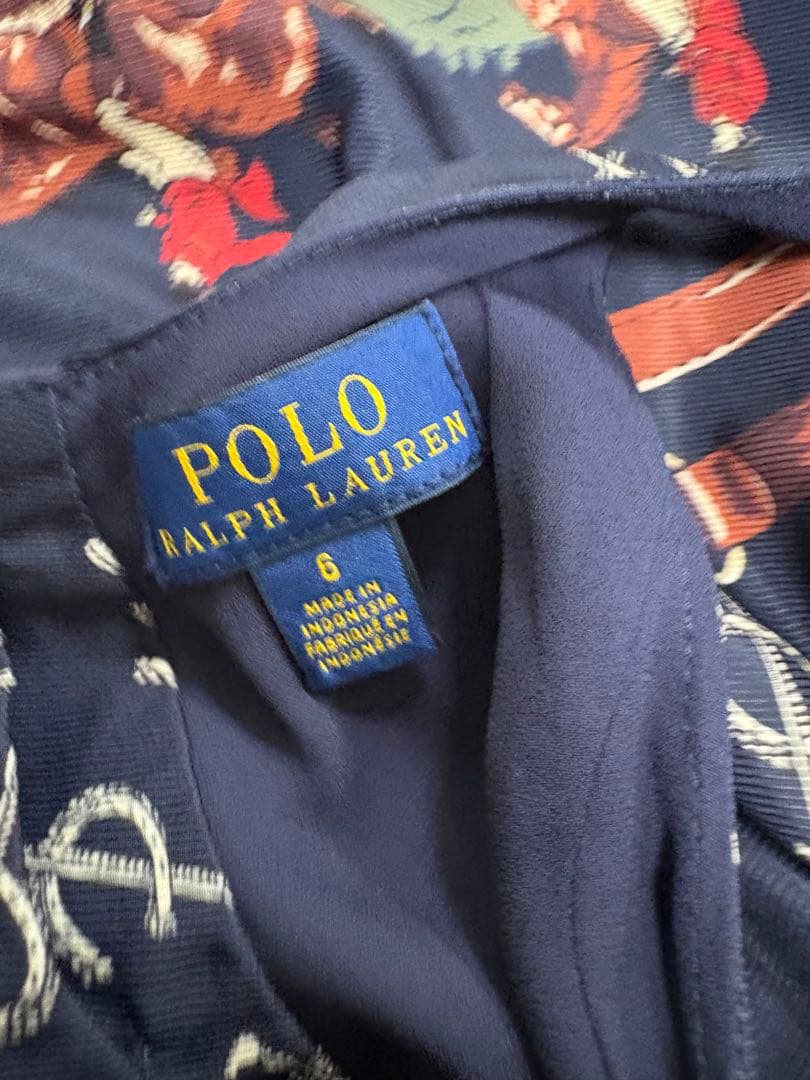 POLO
RALPH LAUREN
6
MADE IN
INDONESIA
FABRIQUÉ EN
INDONÉSIE